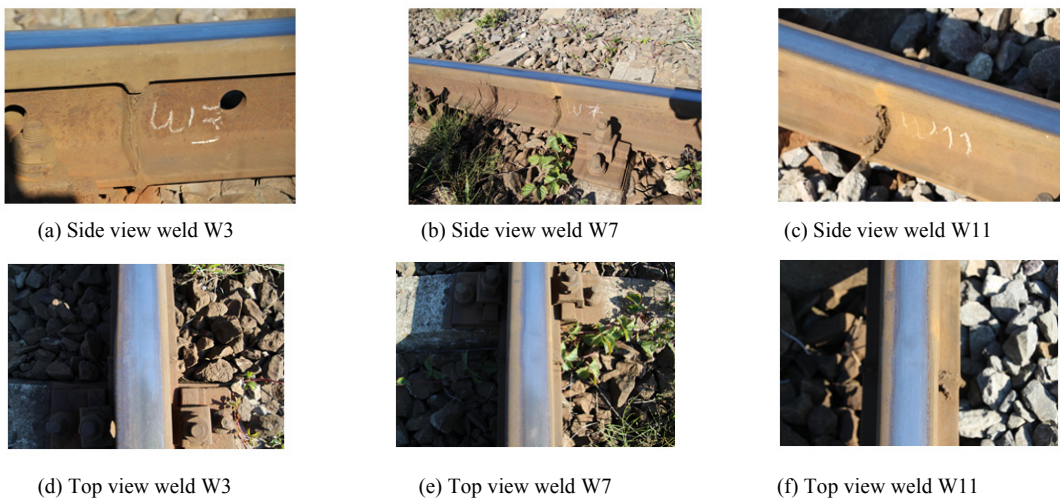 W3
W7
W11
(a) Side view weld W3
(b) Side view weld W7
(c) Side view weld W11
(d) Top view weld W3
(e) Top view weld W7
(f) Top view weld W11